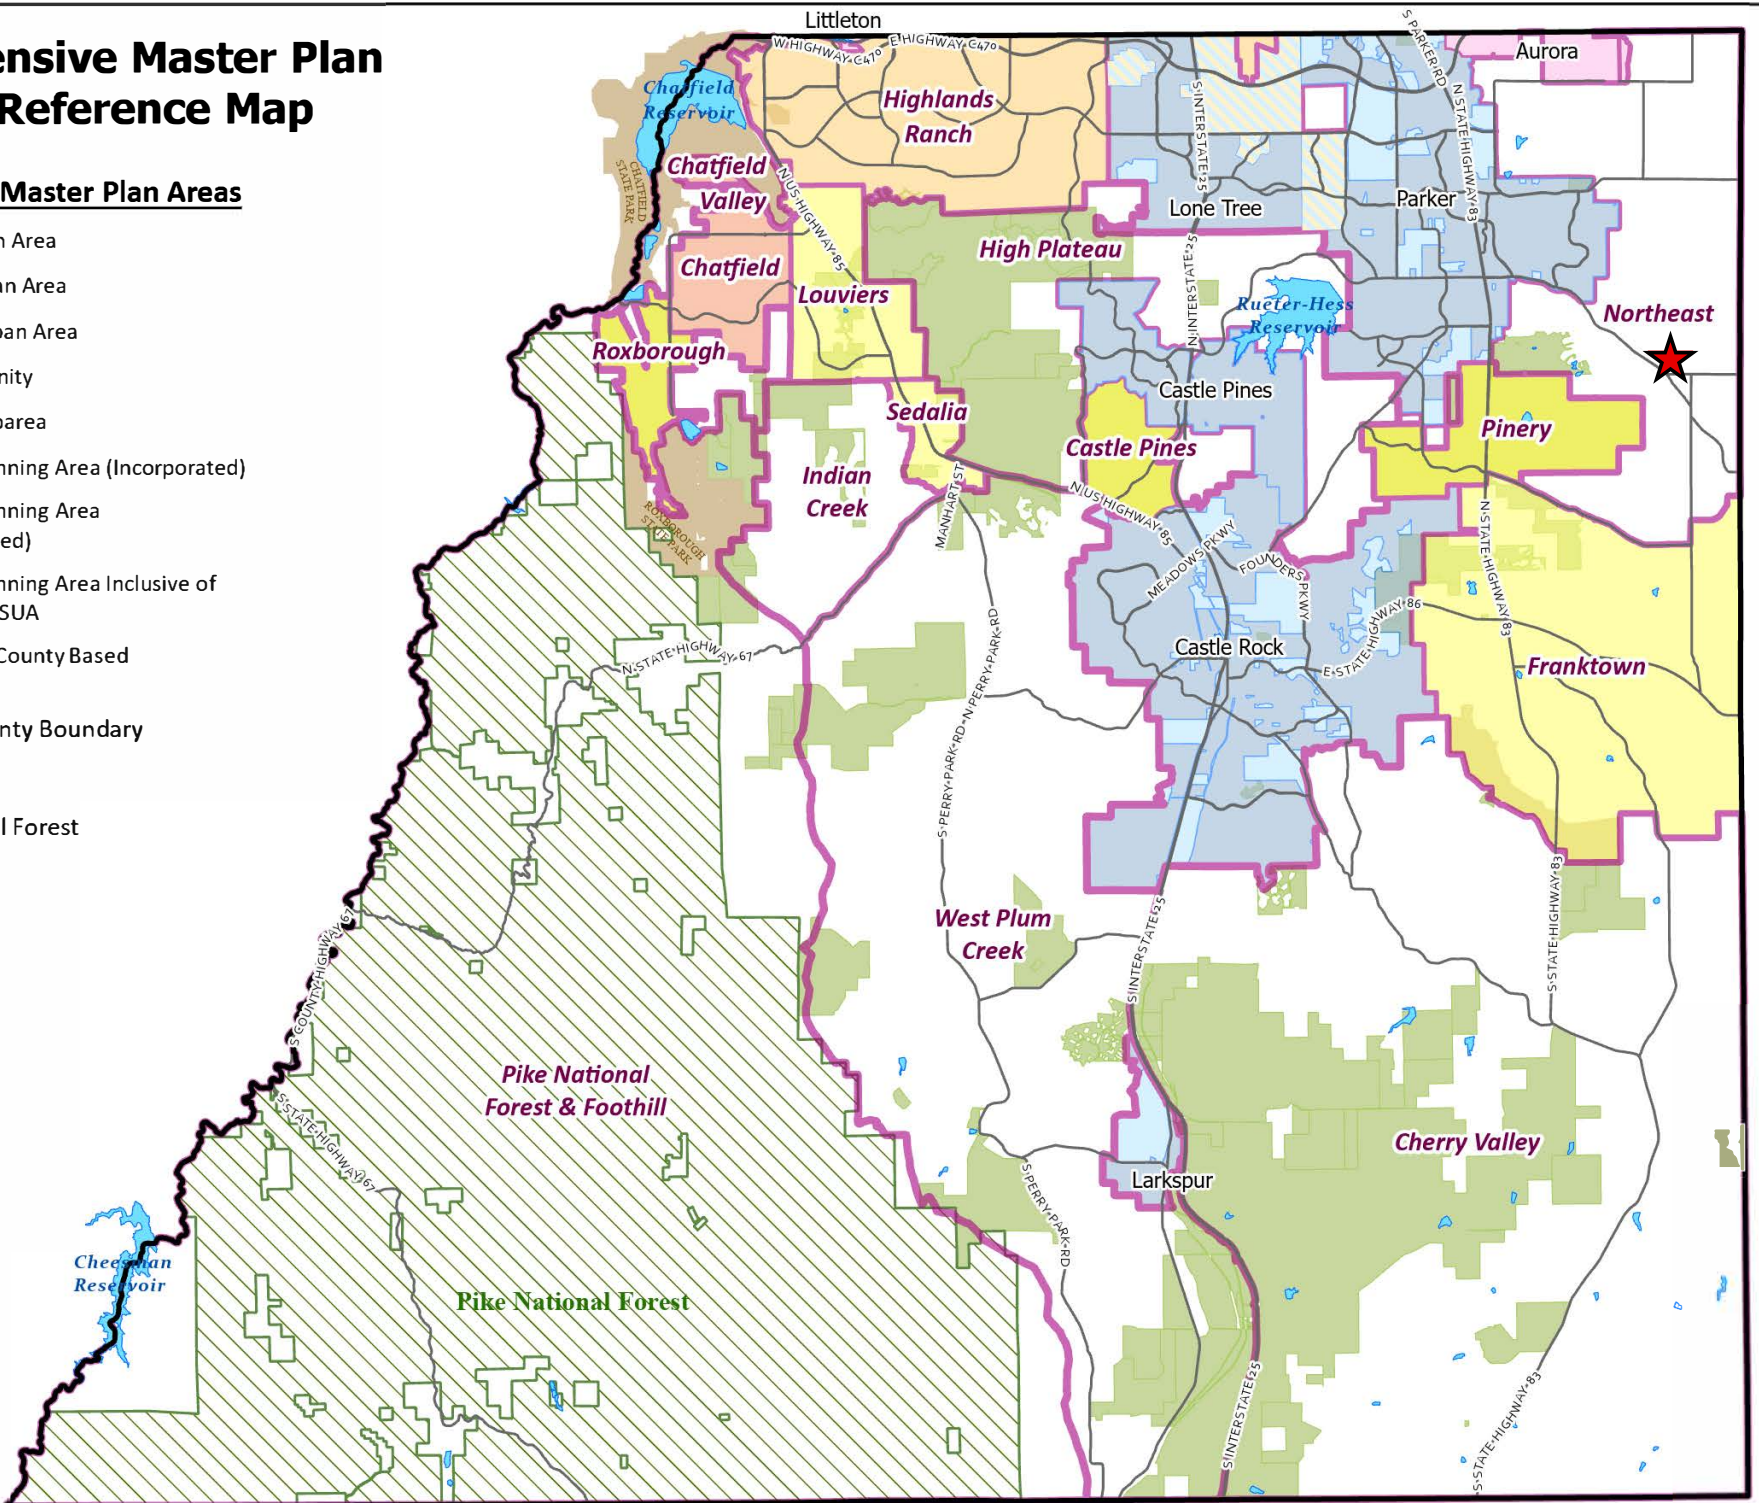 ensive Master Plan
Reference Map
Master Plan Areas
n Area
an Area
ban Area
nity
barea
nning Area (Incorporated)
nning Area
ed)
nning Area Inclusive of
SUA
County Based
nty Boundary
l Forest
Littleton
W HIGHWAY C470
E HIGHWAY C470
S PARKER RD
Aurora
Chatfield
Reservoir
Highlands
Ranch
S INTERSTATE 25
N STATE HIGHWAY 83
CHATFIELD
STATE PARK
Chatfield
Valley
N US HIGHWAY 85
Lone Tree
Parker
High Plateau
Chatfield
Louviers
N INTERSTATE 25
N INTERSTATE 25
Rueter-Hess
Reservoir
Northeast
Roxborough
Castle Pines
Sedalia
Pinery
Castle Pines
Indian
Creek
MANHART ST
N US HIGHWAY 85
ROXBOROUGH
STATE PARK
MEADOWS PKWY
FOUNDERS PKWY
N STATE HIGHWAY 83
E STATE HIGHWAY 86
N STATE HIGHWAY 67
N PERRY PARK RD
Castle Rock
Franktown
S PERRY PARK RD
S STATE HIGHWAY 83
S COUNTY HIGHWAY 67
West Plum
Creek
S INTERSTATE 25
Pike National
Forest & Foothill
S STATE HIGHWAY 67
Cherry Valley
Larkspur
S PERRY PARK RD
Cheesman
Reservoir
Pike National Forest
S INTERSTATE 25
S STATE HIGHWAY 83